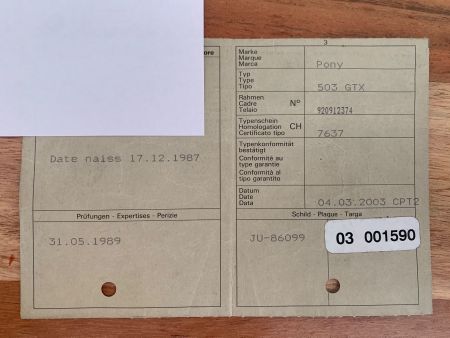 ore
Date naiss 17.12.1987
Prüfungen - Expertises - Perizie
31.05.1989
3
Marke
Marque
Marca
Pony
Typ
Type
Tipo
503 GTX
Rahmen
Cadre
Telaio
N°
920912374
Typenschein
Homologation
Certificato tipo
CH
7637
Typenkonformität
bestätigt
Conformité au
type garantie
Conformità al
tipo garantito
Datum
Date
Data
04.03.2003 CPT2
Schild - Plaque - Targa
JU-86099
03 001590